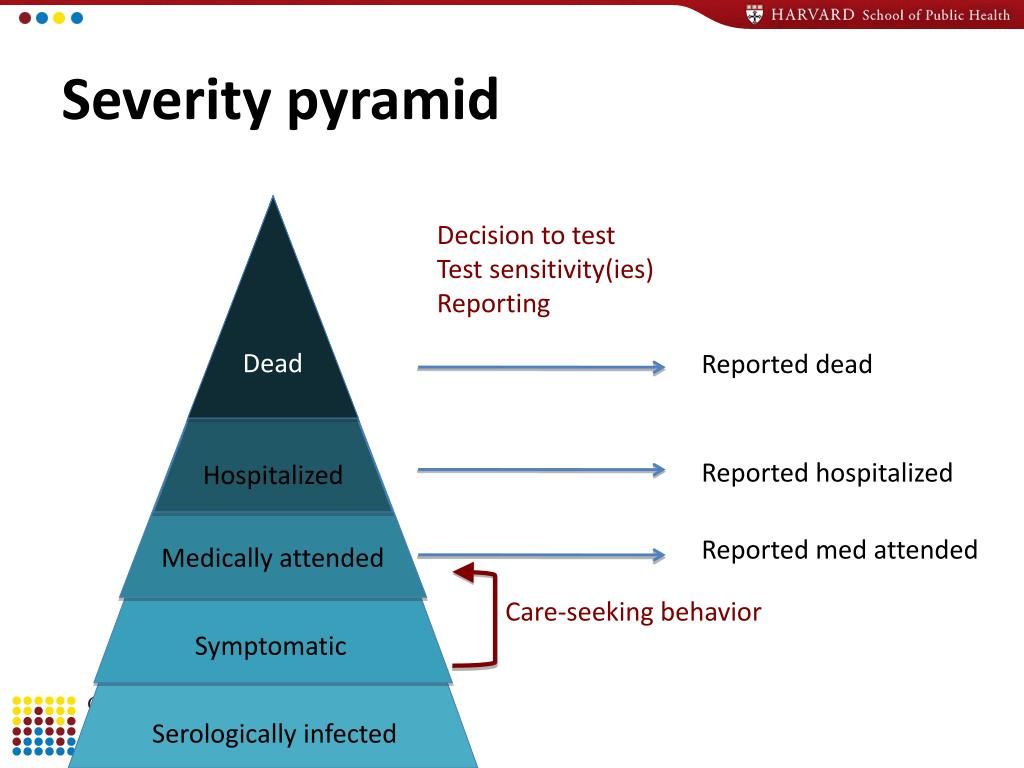 HARVARD School of Public Health
Severity pyramid
Decision to test
Test sensitivity(ies)
Reporting
Dead
Reported dead
Hospitalized
Reported hospitalized
Medically attended
Reported med attended
Care-seeking behavior
Symptomatic
Serologically infected